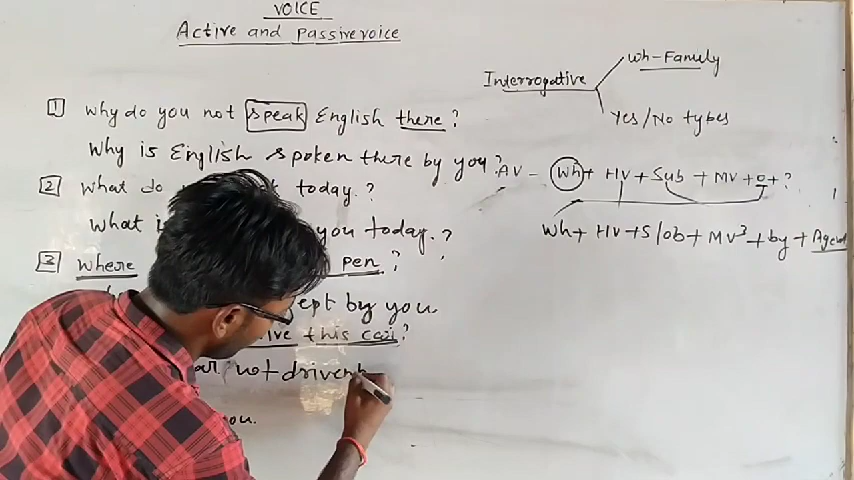 VOICE
Active and Passive voice
Interrogative
Wh-Family
Yes/No types
1 Why do you not speak English there?
Why is English spoken there by you?
AV - Wh + HV + Sub + MV + O + ?
Wh + HV + S/ob + MV³ + by + Agent
2 what do today.?
what i you today.?
3 where pen.?
ept by you
ive this car?
ar not driven
you.